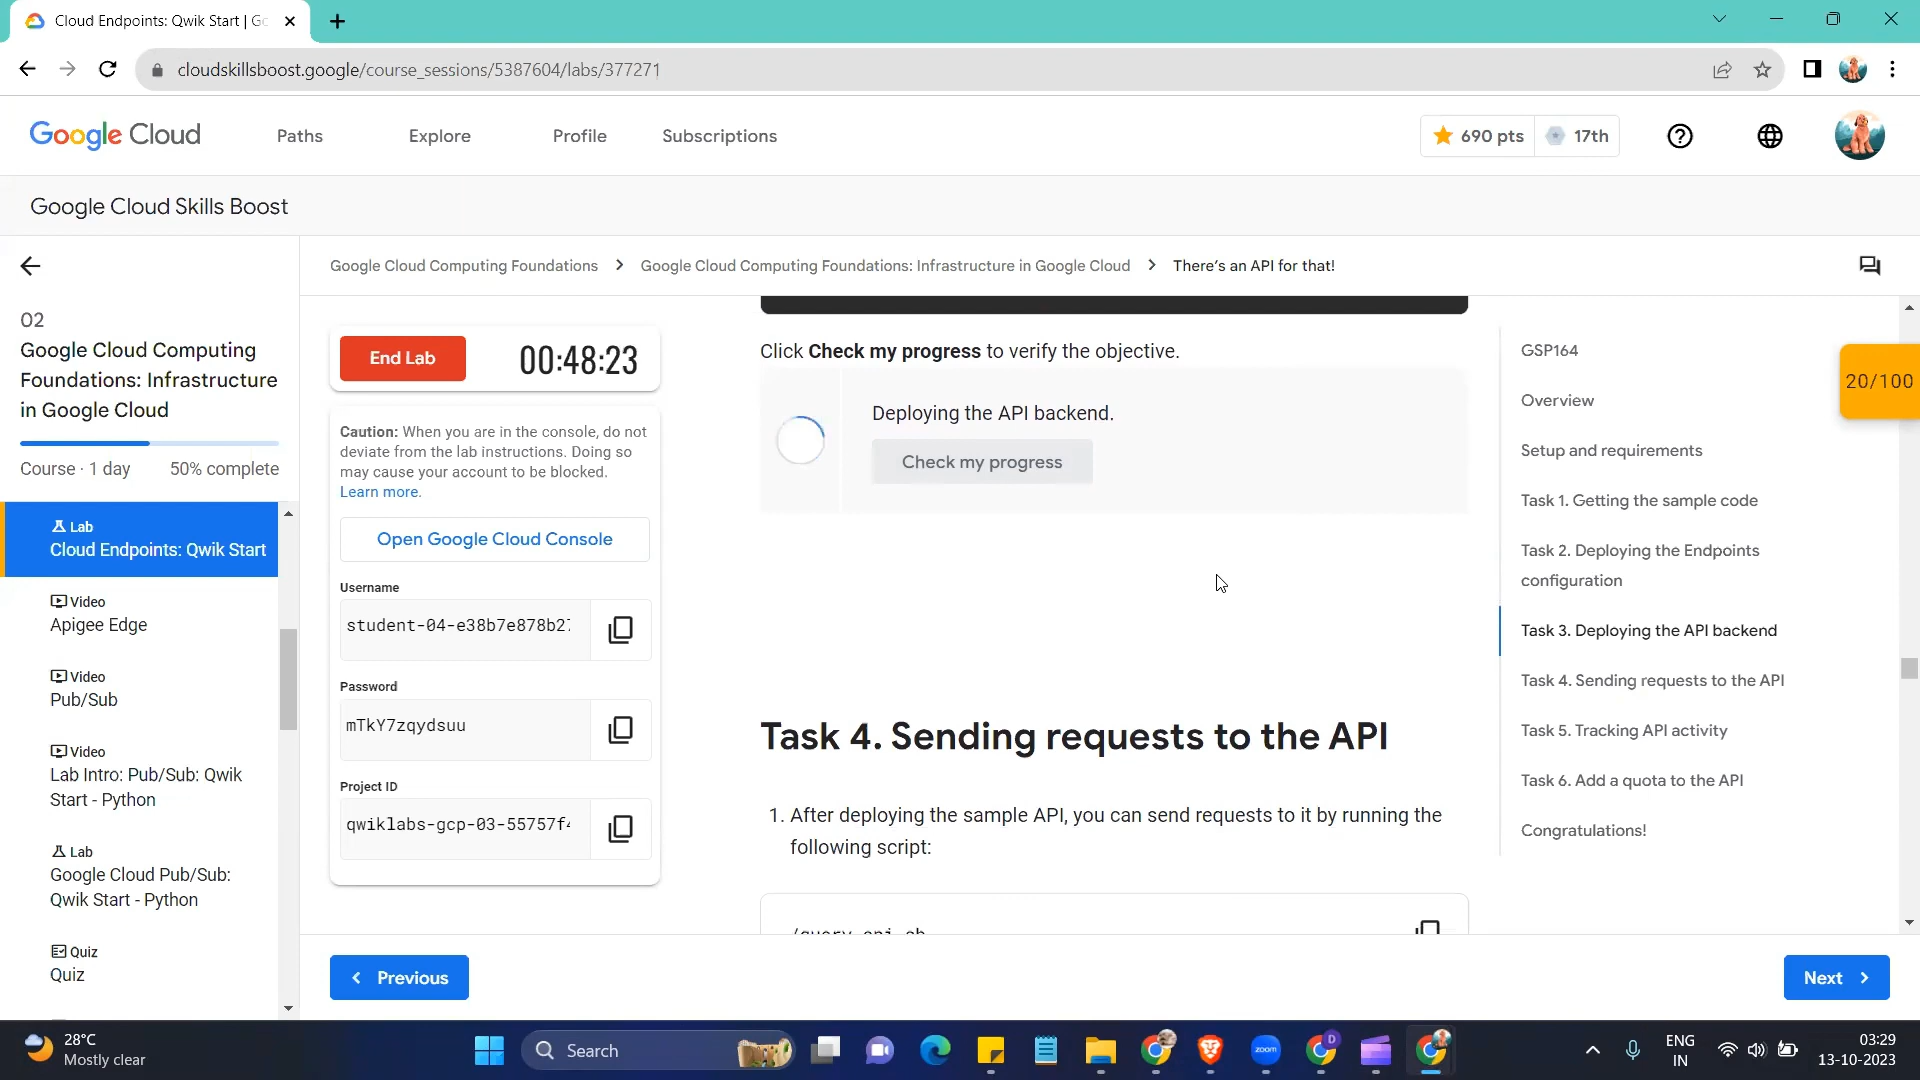 Cloud Endpoints: Qwik Start | Go
cloudskillsboost.google/course_sessions/5387604/labs/377271
Google Cloud
Paths
Explore
Profile
Subscriptions
690 pts
17th
Google Cloud Skills Boost
Google Cloud Computing Foundations > Google Cloud Computing Foundations: Infrastructure in Google Cloud > There's an API for that!
02
Google Cloud Computing
Foundations: Infrastructure
in Google Cloud
Course · 1 day
50% complete
Lab
Cloud Endpoints: Qwik Start
Video
Apigee Edge
Video
Pub/Sub
Video
Lab Intro: Pub/Sub: Qwik
Start - Python
Lab
Google Cloud Pub/Sub:
Qwik Start - Python
Quiz
Quiz
End Lab
00:48:23
Caution: When you are in the console, do not
deviate from the lab instructions. Doing so
may cause your account to be blocked.
Learn more.
Open Google Cloud Console
Username
student-04-e38b7e878b27
Password
mTkY7zqydsuu
Project ID
qwiklabs-gcp-03-55757f4
Click Check my progress to verify the objective.
Deploying the API backend.
Check my progress
Task 4. Sending requests to the API
1. After deploying the sample API, you can send requests to it by running the
following script:
GSP164
Overview
Setup and requirements
Task 1. Getting the sample code
Task 2. Deploying the Endpoints
configuration
Task 3. Deploying the API backend
Task 4. Sending requests to the API
Task 5. Tracking API activity
Task 6. Add a quota to the API
Congratulations!
20/100
Previous
Next
28°C
Mostly clear
Search
zoom
D
ENG
IN
03:29
13-10-2023